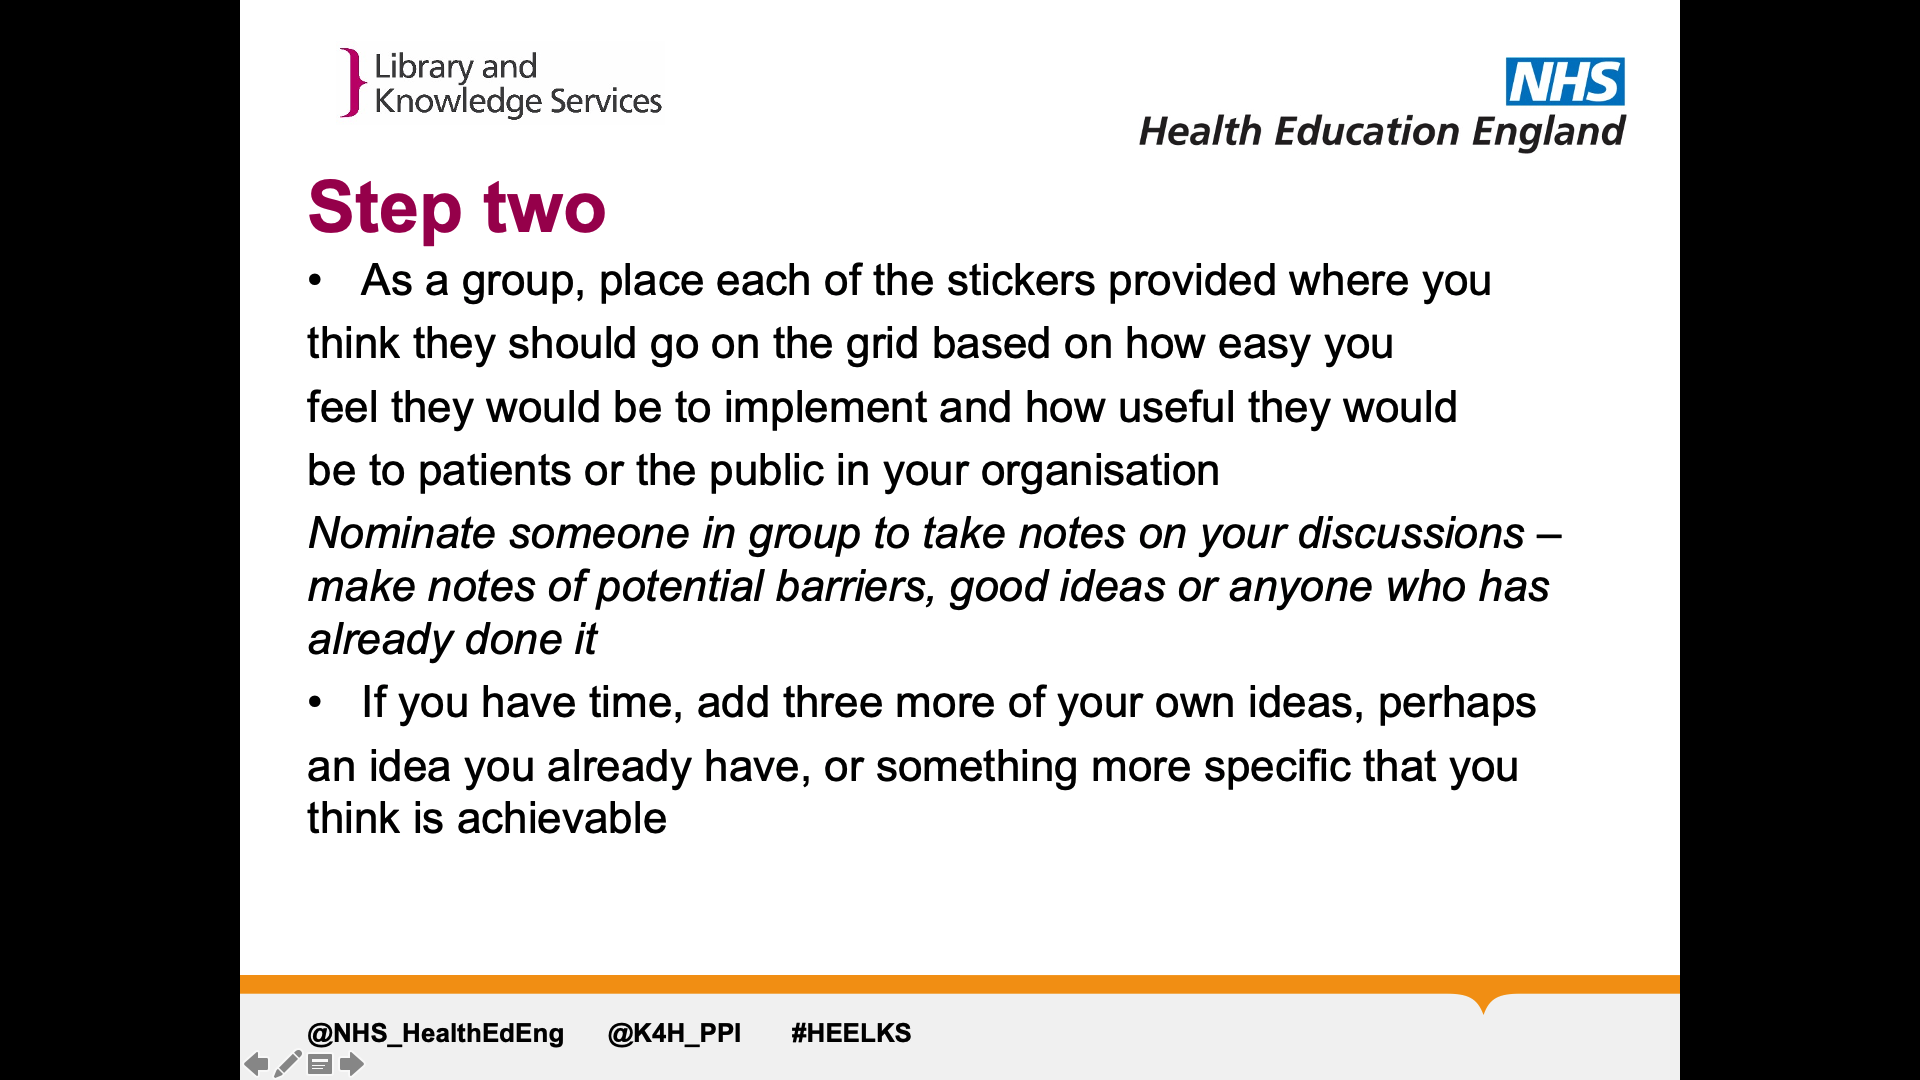 Library and
Knowledge Services
NHS
Health Education England
Step two
• As a group, place each of the stickers provided where you
think they should go on the grid based on how easy you
feel they would be to implement and how useful they would
be to patients or the public in your organisation
Nominate someone in group to take notes on your discussions –
make notes of potential barriers, good ideas or anyone who has
already done it
• If you have time, add three more of your own ideas, perhaps
an idea you already have, or something more specific that you
think is achievable
@NHS_HealthEdEng @K4H_PPI #HEELKS